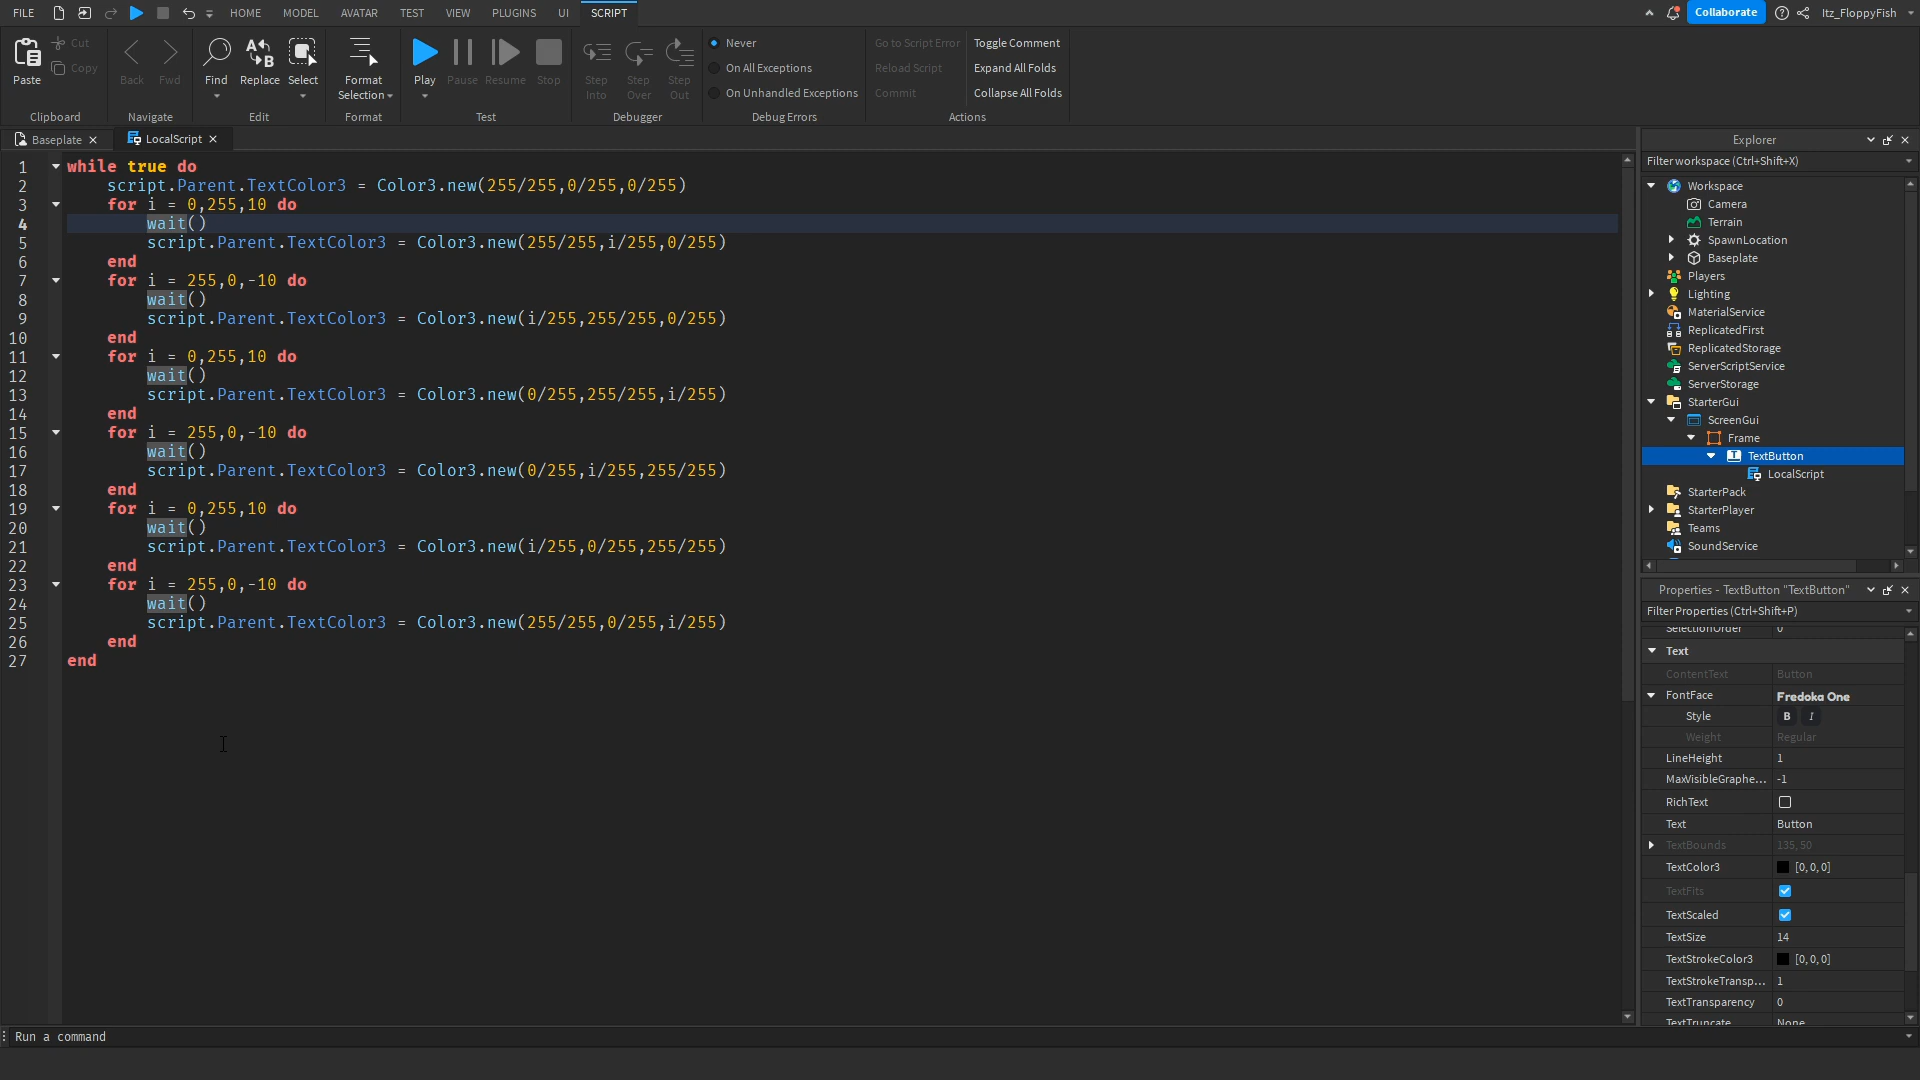 FILE HOME MODEL AVATAR TEST VIEW PLUGINS UI SCRIPT Collaborate Itz_FloppyFish
Paste Cut Copy Back Fwd Find Replace Select Format Selection Play Pause Resume Stop Step Into Step Over Step Out
Never
On All Exceptions
On Unhandled Exceptions
Go to Script Error
Reload Script
Commit
Toggle Comment
Expand All Folds
Collapse All Folds
Clipboard Navigate Edit Format Test Debugger Debug Errors Actions
Baseplate LocalScript
1 while true do
2 script.Parent.TextColor3 = Color3.new(255/255,0/255,0/255)
3 for i = 0,255,10 do
4 wait()
5 script.Parent.TextColor3 = Color3.new(255/255,i/255,0/255)
6 end
7 for i = 255,0,-10 do
8 wait()
9 script.Parent.TextColor3 = Color3.new(i/255,255/255,0/255)
10 end
11 for i = 0,255,10 do
12 wait()
13 script.Parent.TextColor3 = Color3.new(0/255,255/255,i/255)
14 end
15 for i = 255,0,-10 do
16 wait()
17 script.Parent.TextColor3 = Color3.new(0/255,i/255,255/255)
18 end
19 for i = 0,255,10 do
20 wait()
21 script.Parent.TextColor3 = Color3.new(i/255,0/255,255/255)
22 end
23 for i = 255,0,-10 do
24 wait()
25 script.Parent.TextColor3 = Color3.new(255/255,0/255,i/255)
26 end
27 end
Explorer
Filter workspace (Ctrl+Shift+X)
Workspace
Camera
Terrain
SpawnLocation
Baseplate
Players
Lighting
MaterialService
ReplicatedFirst
ReplicatedStorage
ServerScriptService
ServerStorage
StarterGui
ScreenGui
Frame
TextButton
LocalScript
StarterPack
StarterPlayer
Teams
SoundService
Properties - TextButton "TextButton"
Filter Properties (Ctrl+Shift+P)
SelectionOrder 0
Text
ContentText Button
FontFace Fredoka One
Style B I
Weight Regular
LineHeight 1
MaxVisibleGraphe... -1
RichText
Text Button
TextBounds 135, 50
TextColor3 [0, 0, 0]
TextFits
TextScaled
TextSize 14
TextStrokeColor3 [0, 0, 0]
TextStrokeTransp... 1
TextTransparency 0
TextTruncate None
Run a command